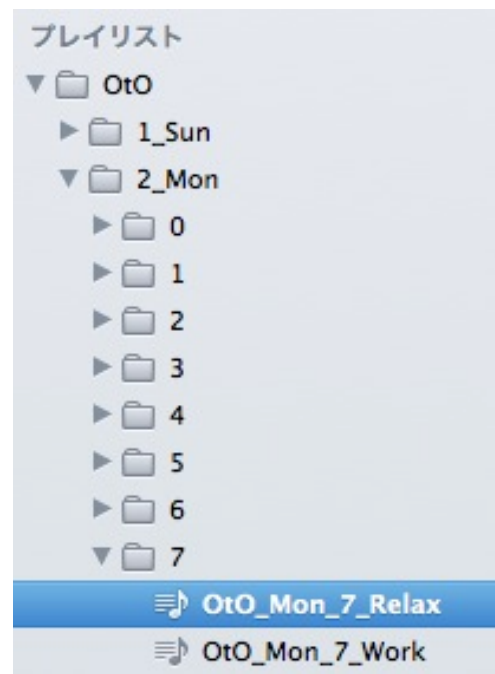 プレイリスト
OtO
1_Sun
2_Mon
0
1
2
3
4
5
6
7
OtO_Mon_7_Relax
OtO_Mon_7_Work